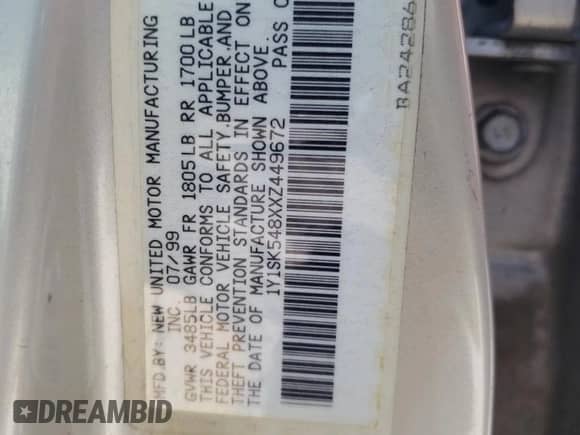 MFD.BY: NEW UNITED MOTOR MANUFACTURING
INC. 07/99
GVWR 3485LB GAWR FR 1805LB RR 1700LB
THIS VEHICLE CONFORMS TO ALL APPLICABLE
FEDERAL MOTOR VEHICLE SAFETY,BUMPER,AND
THEFT PREVENTION STANDARDS IN EFFECT ON
THE DATE OF MANUFACTURE SHOWN ABOVE.
1Y1SK548XXZ449672 PASS
BA24286
DREAMBID